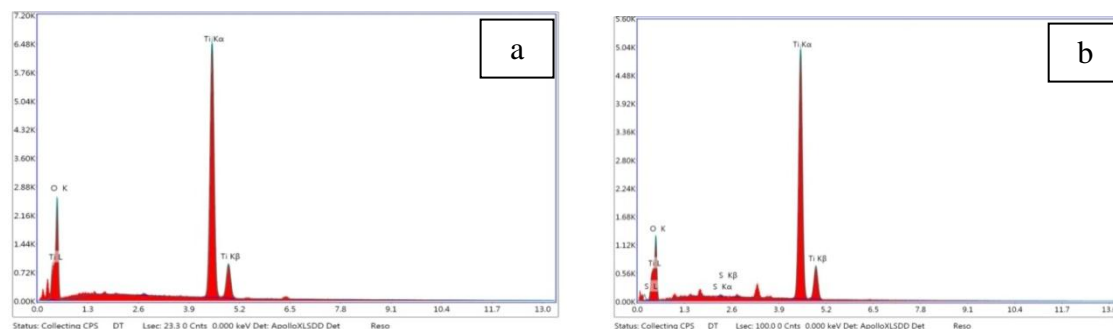 a
7.20K
6.48K
5.76K
5.04K
4.32K
3.60K
2.88K
2.16K
1.44K
0.72K
0.00K
Ti Kα
O K
Ti L
Ti Kβ
0.0 1.3 2.6 3.9 5.2 6.5 7.8 9.1 10.4 11.7 13.0
Status: Collecting CPS DT Lsec: 23.3 0 Cnts 0.000 keV Det: ApolloXLSDD Det Reso
b
5.60K
5.04K
4.48K
3.92K
3.36K
2.80K
2.24K
1.68K
1.12K
0.56K
0.00K
Ti Kα
O K
Ti L
S L
S Kβ
S Kα
Ti Kβ
0.0 1.3 2.6 3.9 5.2 6.5 7.8 9.1 10.4 11.7 13.0
Status: Collecting CPS DT Lsec: 100.0 0 Cnts 0.000 keV Det: ApolloXLSDD Det Reso